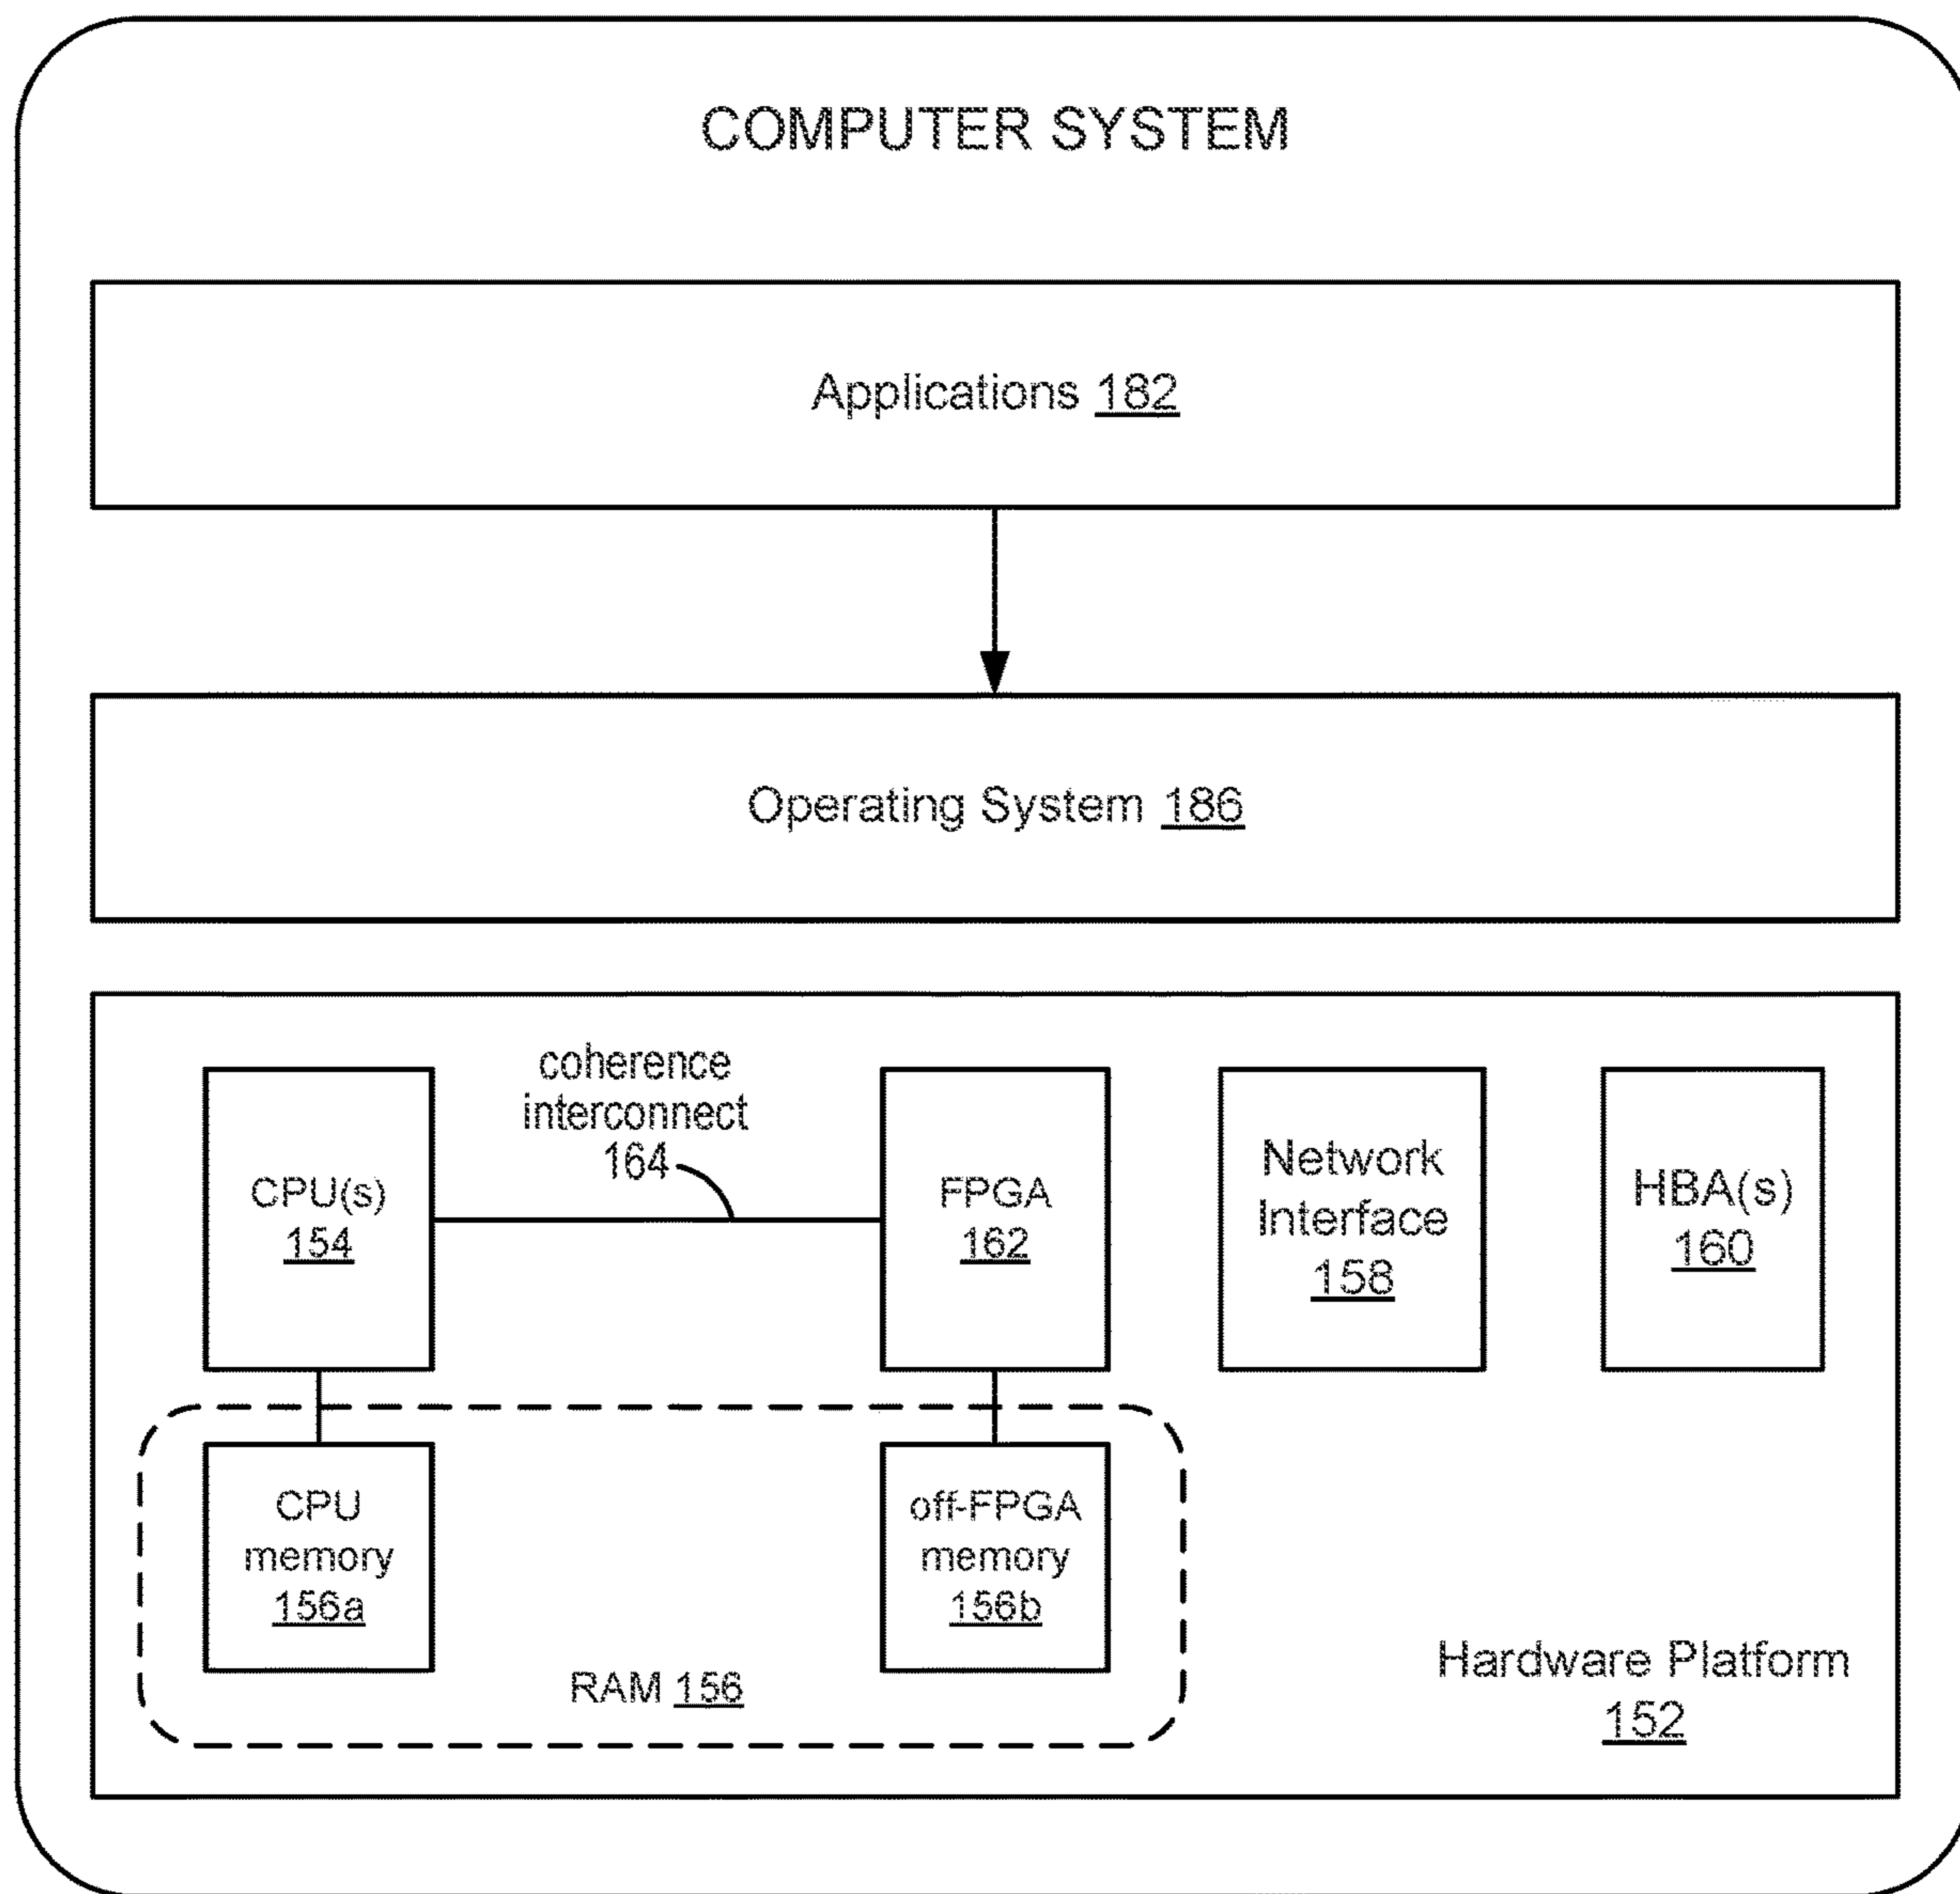 COMPUTER SYSTEM
Applications 182
Operating System 186
coherence
interconnect
164
CPU(s)
154
FPGA
162
Network
Interface
158
HBA(s)
160
CPU
memory
156a
off-FPGA
memory
156b
RAM 156
Hardware Platform
152